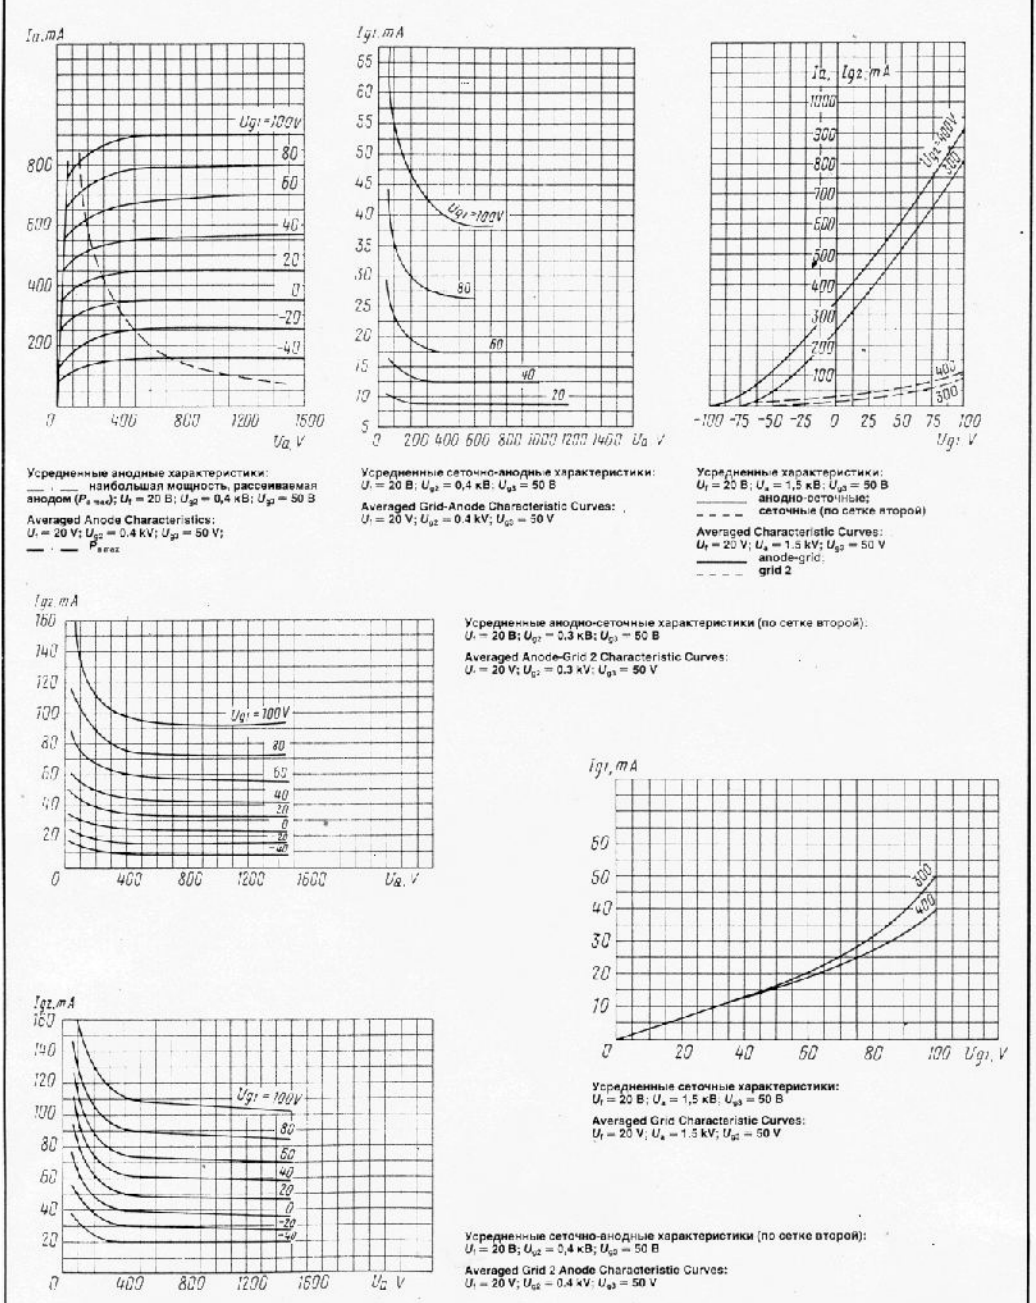 Ia,mA
Ug1=100V
80
60
40
20
0
-20
-40
800
600
400
200
0 400 800 1200 1600
Ua, V
Усредненные анодные характеристики:
наибольшая мощность, рассеиваемая
анодом (Pa max); Uf = 20 В; Ug2 = 0,4 кВ; Ug3 = 50 В
Averaged Anode Characteristics:
Uf = 20 V; Ug2 = 0.4 kV; Ug3 = 50 V;
Pa max
Ig1,mA
65
60
55
50
45
40
35
30
25
20
15
10
5
Ug1=100V
80
60
40
20
0 200 400 600 800 1000 1200 1400 Ua V
Усредненные сеточно-анодные характеристики:
Uf = 20 В; Ug2 = 0,4 кВ; Ug3 = 50 В
Averaged Grid-Anode Characteristic Curves:
Uf = 20 V; Ug2 = 0.4 kV; Ug3 = 50 V
Ia, Ig2, mA
1000
900
800
700
600
500
400
300
200
100
Ug2=400V
300
400
300
-100 -75 -50 -25 0 25 50 75 100
Ug1 V
Усредненные характеристики:
Uf = 20 В; Ua = 1,5 кВ; Ug3 = 50 В
анодно-сеточные;
сеточные (по сетке второй)
Averaged Characteristic Curves:
Uf = 20 V; Ua = 1.5 kV; Ug3 = 50 V
anode-grid;
grid 2
Ig2,mA
160
140
120
100
80
60
40
20
Ug1=100V
80
60
40
20
0
-20
-40
0 400 800 1200 1600 Ua, V
Усредненные анодно-сеточные характеристики (по сетке второй):
Uf = 20 В; Ug2 = 0.3 кВ; Ug3 = 50 В
Averaged Anode-Grid 2 Characteristic Curves:
Uf = 20 V; Ug2 = 0.3 kV; Ug3 = 50 V
Ig1, mA
60
50
40
30
20
10
300
400
0 20 40 60 80 100 Ug1, V
Усредненные сеточные характеристики:
Uf = 20 В; Ua = 1,5 кВ; Ug3 = 50 В
Averaged Grid Characteristic Curves:
Uf = 20 V; Ua = 1.5 kV; Ug3 = 50 V
Ig2,mA
160
140
120
100
80
60
40
20
Ug1=100V
80
60
40
20
0
-20
-40
0 400 800 1200 1600 Ua V
Усредненные сеточно-анодные характеристики (по сетке второй):
Uf = 20 В; Ug2 = 0,4 кВ; Ug3 = 50 В
Averaged Grid 2 Anode Characteristic Curves:
Uf = 20 V; Ug2 = 0.4 kV; Ug3 = 50 V